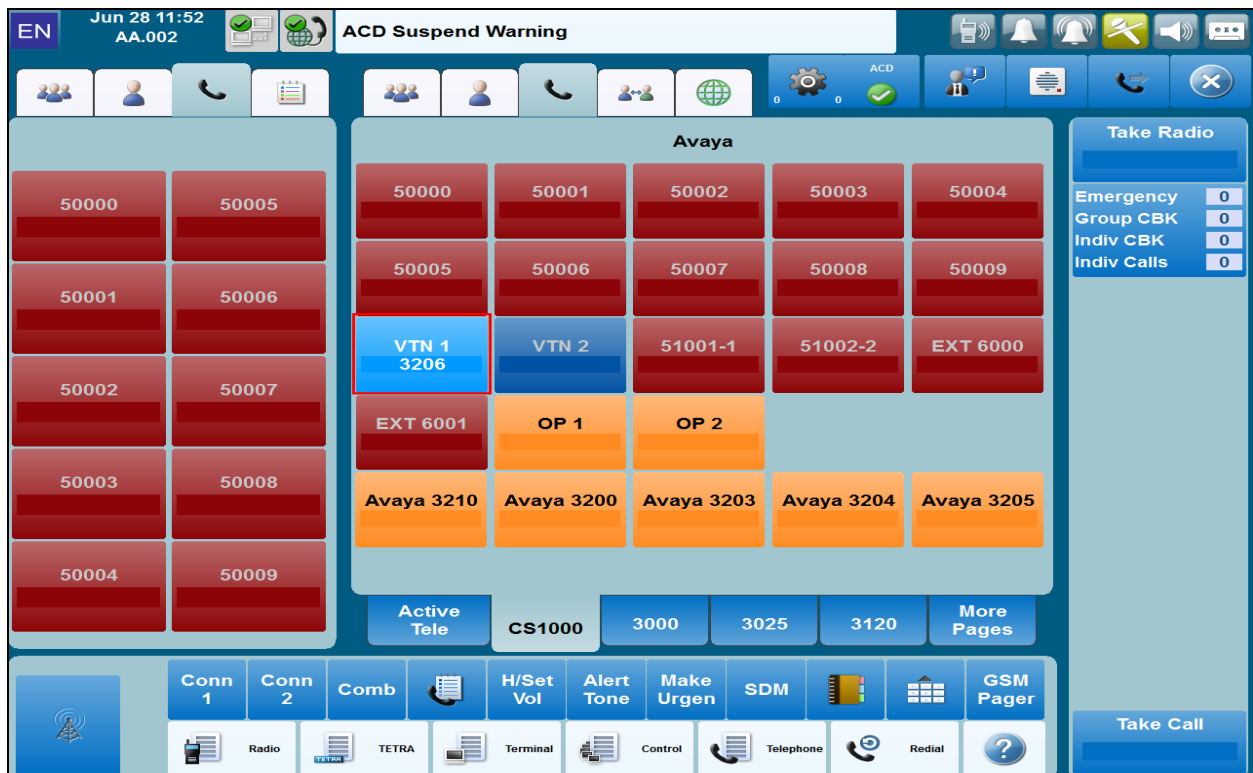 EN
Jun 28 11:52
AA.002
ACD Suspend
Warning
ACD
0
0
Avaya
50000
50005
50001
50006
50002
50007
50003
50008
50004
50009
50000
50001
50002
50003
50004
50005
50006
50007
50008
50009
VTN 1
3206
VTN 2
51001-1
51002-2
EXT 6000
EXT 6001
OP 1
OP 2
Avaya 3210
Avaya 3200
Avaya 3203
Avaya 3204
Avaya 3205
Active
Tele
CS1000
3000
3025
3120
More
Pages
Take Radio
Emergency 0
Group CBK 0
Indiv CBK 0
Indiv Calls 0
Conn
1
Conn
2
Comb
H/Set
Vol
Alert
Tone
Make
Urgen
SDM
GSM
Pager
Radio
TETRA
TETRA
Terminal
Control
Telephone
Redial
?
Take Call